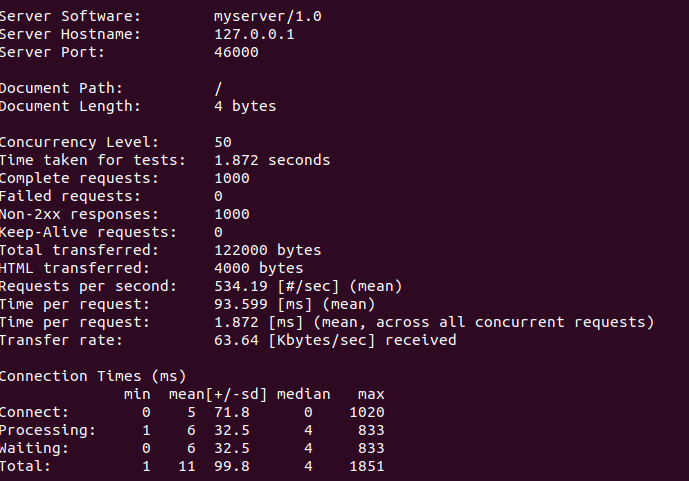 Server Software: myserver/1.0
Server Hostname: 127.0.0.1
Server Port: 46000
Document Path: /
Document Length: 4 bytes
Concurrency Level: 50
Time taken for tests: 1.872 seconds
Complete requests: 1000
Failed requests: 0
Non-2xx responses: 1000
Keep-Alive requests: 0
Total transferred: 122000 bytes
HTML transferred: 4000 bytes
Requests per second: 534.19 [#/sec] (mean)
Time per request: 93.599 [ms] (mean)
Time per request: 1.872 [ms] (mean, across all concurrent requests)
Transfer rate: 63.64 [Kbytes/sec] received
Connection Times (ms)
min mean[+/-sd] median max
Connect: 0 5 71.8 0 1020
Processing: 1 6 32.5 4 833
Waiting: 0 6 32.5 4 833
Total: 1 11 99.8 4 1851